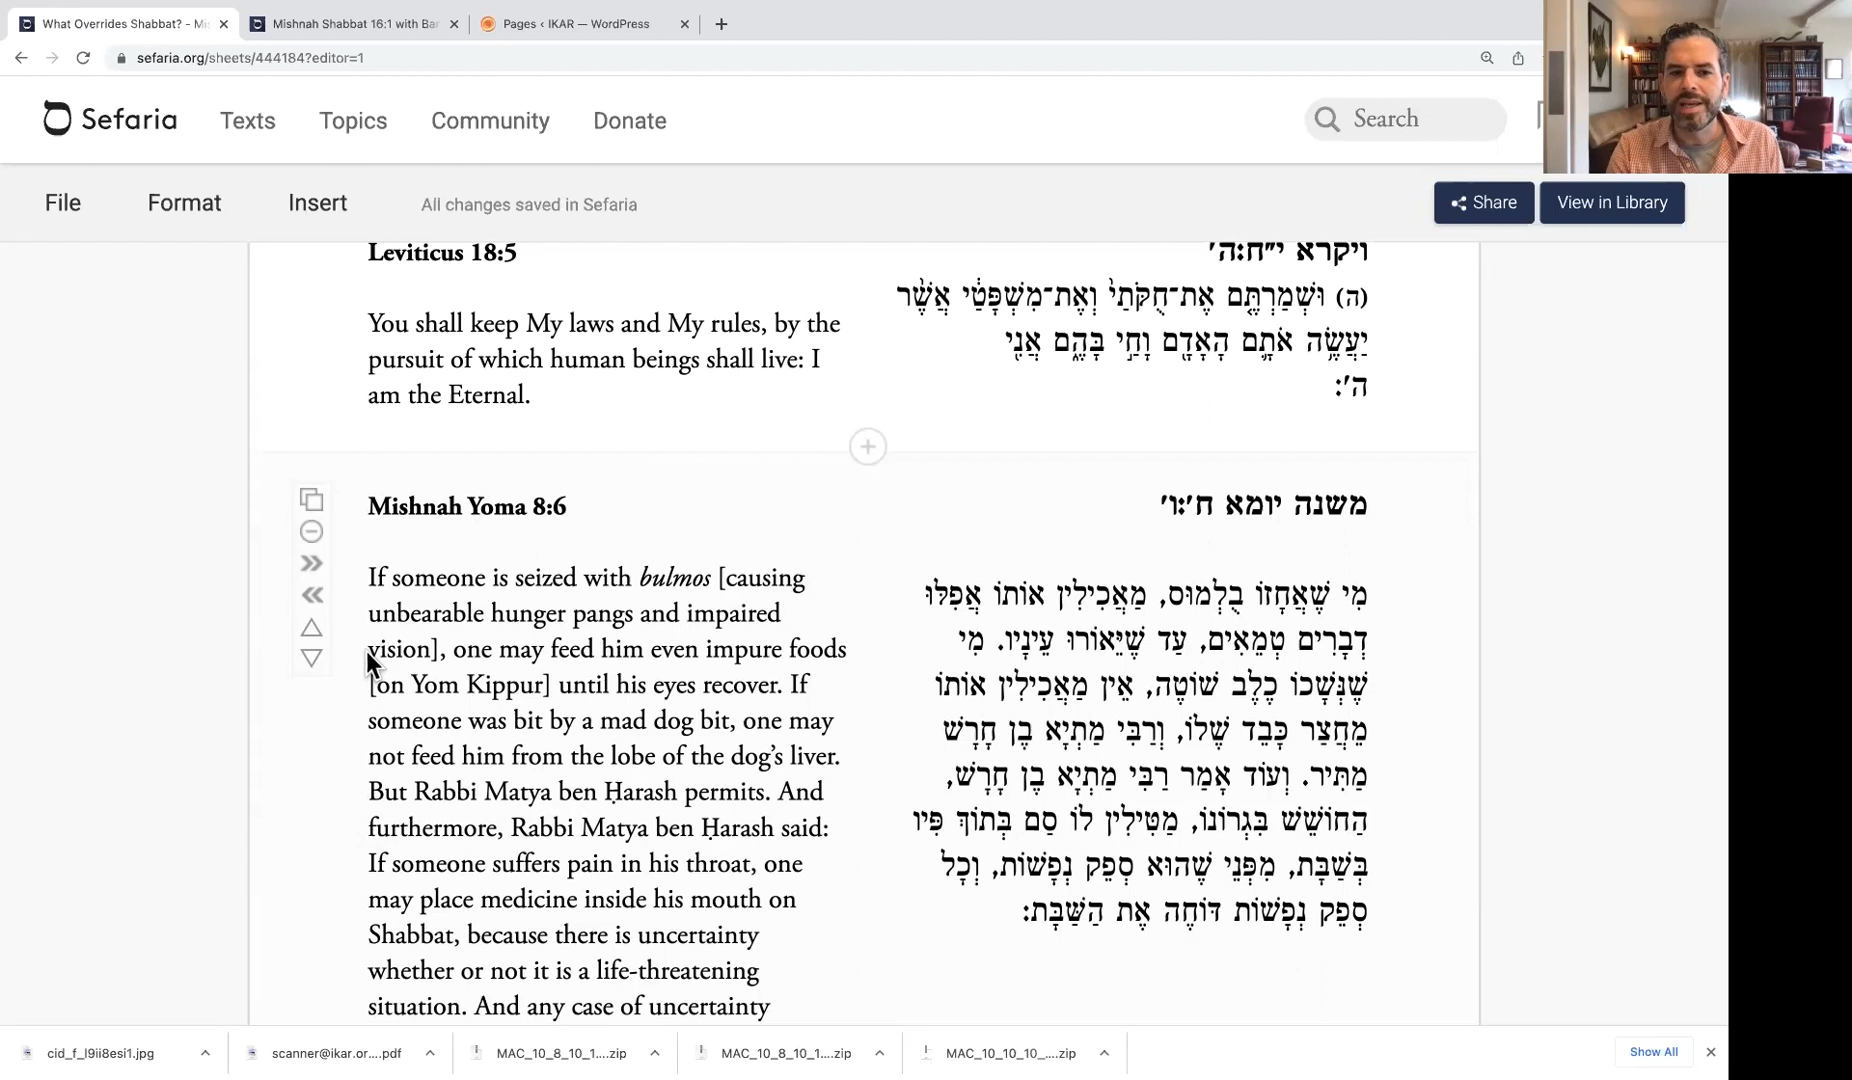 What Overrides Shabbat? - Mi
Mishnah Shabbat 16:1 with Bar
Pages ‹ IKAR — WordPress
sefaria.org/sheets/444184?editor=1
Sefaria
Texts
Topics
Community
Donate
Search
File
Format
Insert
All changes saved in Sefaria
Share
View in Library
Leviticus 18:5
You shall keep My laws and My rules, by the
pursuit of which human beings shall live: I
am the Eternal.
ויקרא י״ח:ה׳
(ה) וּשְׁמַרְתֶּ֤ם אֶת־חֻקֹּתַי֙ וְאֶת־מִשְׁפָּטַ֔י אֲשֶׁ֨ר
יַעֲשֶׂ֥ה אֹתָ֛ם הָאָדָ֖ם וָחַ֣י בָּהֶ֑ם אֲנִ֖י
ה׳:
Mishnah Yoma 8:6
If someone is seized with bulmos [causing
unbearable hunger pangs and impaired
vision], one may feed him even impure foods
[on Yom Kippur] until his eyes recover. If
someone was bit by a mad dog bit, one may
not feed him from the lobe of the dog’s liver.
But Rabbi Matya ben Ḥarash permits. And
furthermore, Rabbi Matya ben Ḥarash said:
If someone suffers pain in his throat, one
may place medicine inside his mouth on
Shabbat, because there is uncertainty
whether or not it is a life-threatening
situation. And any case of uncertainty
משנה יומא ח׳:ו׳
מִי שֶׁאֲחָזוֹ בֻלְמוּס, מַאֲכִילִין אוֹתוֹ אֲפִלּוּ
דְבָרִים טְמֵאִים, עַד שֶׁיֵּאוֹרוּ עֵינָיו. מִי
שֶׁנְּשָׁכוֹ כֶלֶב שׁוֹטֶה, אֵין מַאֲכִילִין אוֹתוֹ
מֵחֲצַר כָּבֵד שֶׁלּוֹ, וְרַבִּי מַתְיָא בֶן חָרָשׁ
מַתִּיר. וְעוֹד אָמַר רַבִּי מַתְיָא בֶן חָרָשׁ,
הַחוֹשֵׁשׁ בִּגְרוֹנוֹ, מַטִּילִין לוֹ סַם בְּתוֹךְ פִּיו
בְּשַׁבָּת, מִפְּנֵי שֶׁהוּא סְפֵק נְפָשׁוֹת, וְכָל
סְפֵק נְפָשׁוֹת דּוֹחֶה אֶת הַשַּׁבָּת:
cid_f_l9ii8esi1.jpg
scanner@ikar.or....pdf
MAC_10_8_10_1....zip
MAC_10_8_10_1....zip
MAC_10_10_10_....zip
Show All